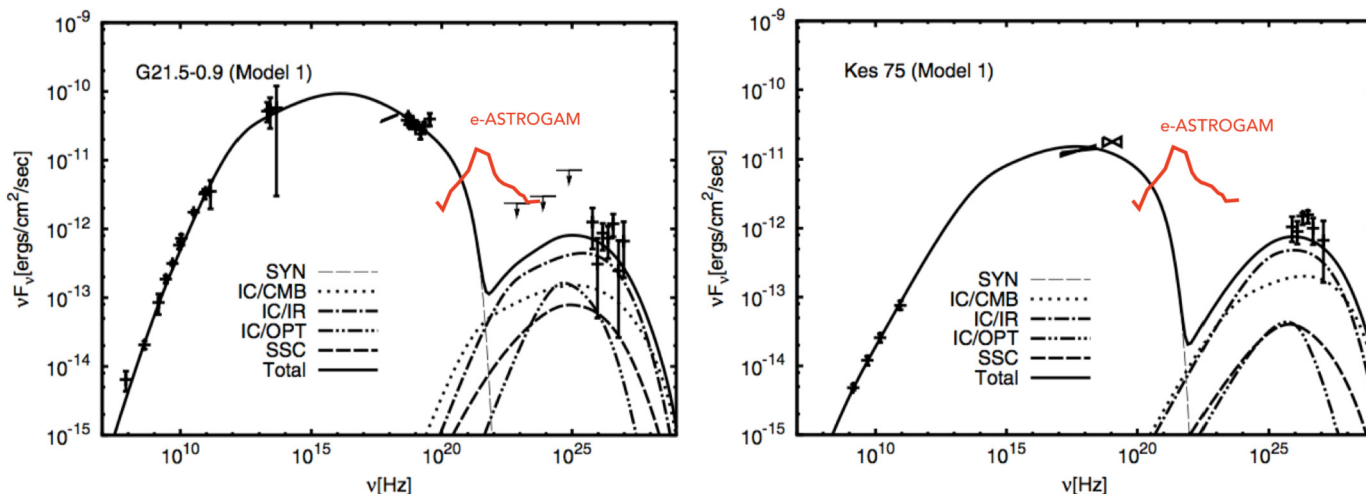 10^-9
10^-10
10^-11
10^-12
10^-13
10^-14
10^-15
νFν[ergs/cm^2/sec]
G21.5-0.9 (Model 1)
e-ASTROGAM
SYN
IC/CMB
IC/IR
IC/OPT
SSC
Total
10^10
10^15
10^20
10^25
ν[Hz]
10^-9
10^-10
10^-11
10^-12
10^-13
10^-14
10^-15
νFν[ergs/cm^2/sec]
Kes 75 (Model 1)
e-ASTROGAM
SYN
IC/CMB
IC/IR
IC/OPT
SSC
Total
10^10
10^15
10^20
10^25
ν[Hz]